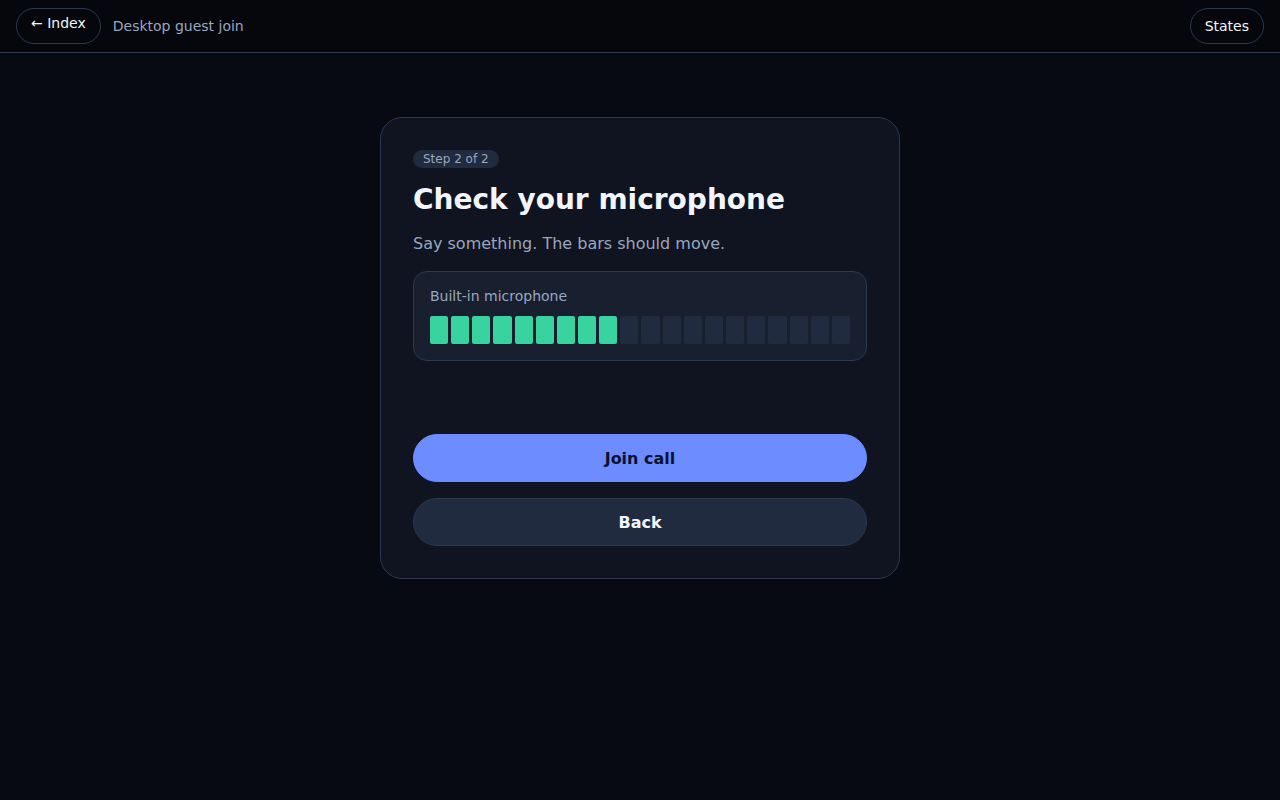 ← Index
Desktop guest join
States
Step 2 of 2
Check your microphone
Say something. The bars should move.
Built-in microphone
Join call
Back